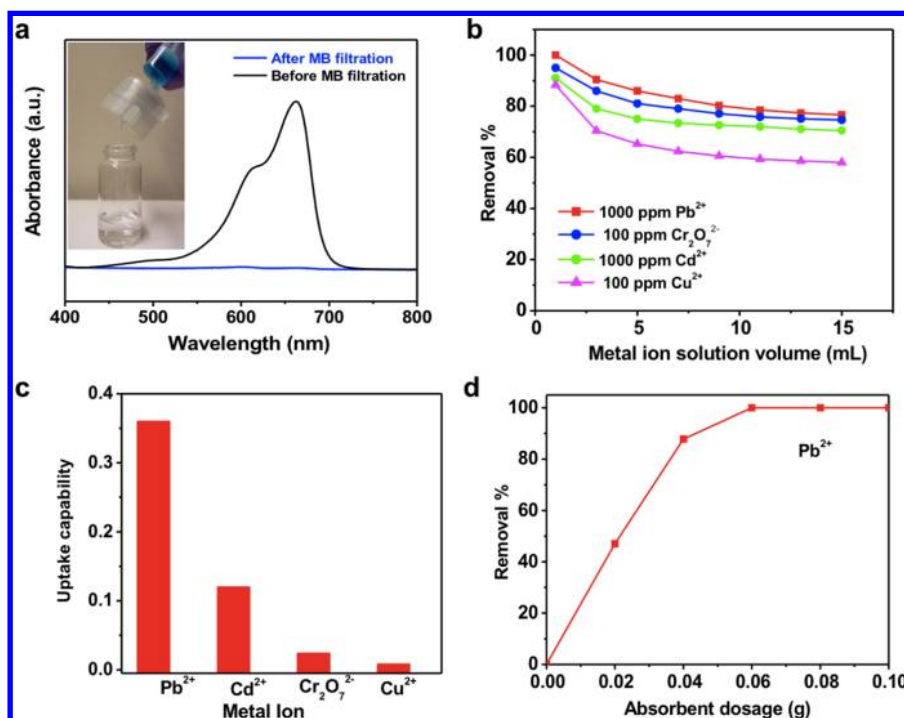 a
After MB filtration
Before MB filtration
Absorbance (a.u.)
400 500 600 700 800
Wavelength (nm)
b
100
80
60
40
20
0
Removal %
1000 ppm Pb²⁺
100 ppm Cr₂O₇²⁻
1000 ppm Cd²⁺
100 ppm Cu²⁺
0 5 10 15
Metal ion solution volume (mL)
c
0.4
0.3
0.1
0.0
Uptake capability
Pb²⁺ Cd²⁺ Cr₂O₇²⁻ Cu²⁺
Metal Ion
d
100
80
60
40
20
0
Removal %
Pb²⁺
0.00 0.02 0.04 0.06 0.08 0.10
Absorbent dosage (g)